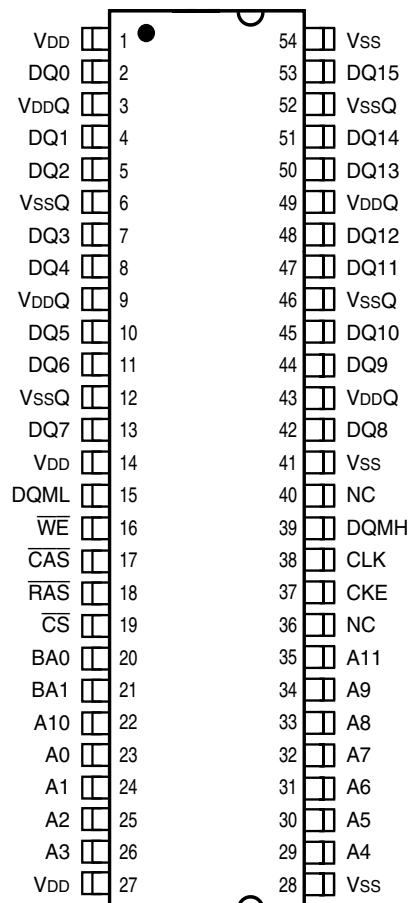 VDD 1 54 VSS
DQ0 2 53 DQ15
VDDQ 3 52 VSSQ
DQ1 4 51 DQ14
DQ2 5 50 DQ13
VSSQ 6 49 VDDQ
DQ3 7 48 DQ12
DQ4 8 47 DQ11
VDDQ 9 46 VSSQ
DQ5 10 45 DQ10
DQ6 11 44 DQ9
VSSQ 12 43 VDDQ
DQ7 13 42 DQ8
VDD 14 41 VSS
DQML 15 40 NC
W̅E̅ 16 39 DQMH
C̅A̅S̅ 17 38 CLK
R̅A̅S̅ 18 37 CKE
C̅S̅ 19 36 NC
BA0 20 35 A11
BA1 21 34 A9
A10 22 33 A8
A0 23 32 A7
A1 24 31 A6
A2 25 30 A5
A3 26 29 A4
VDD 27 28 VSS